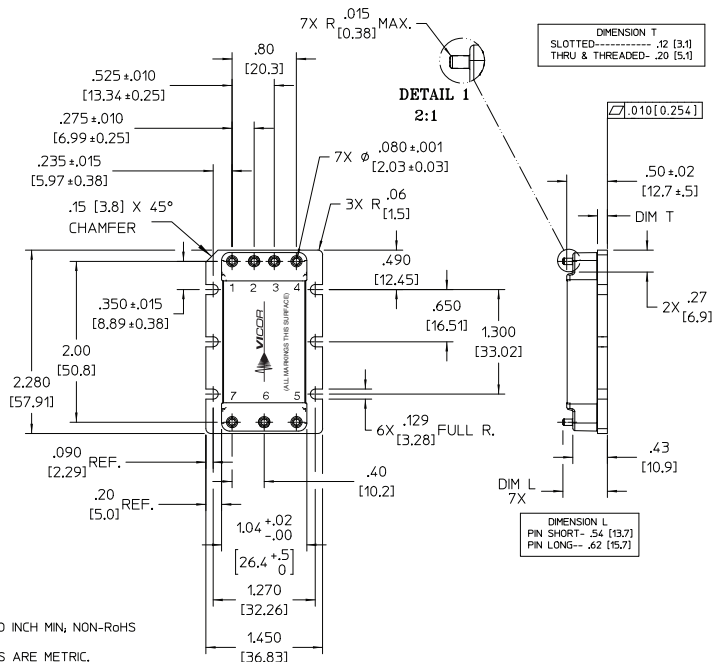 7X R .015 [0.38] MAX.
DIMENSION T
SLOTTED----------- .12 [3.1]
THRU & THREADED- .20 [5.1]
.80
[20.3]
.525 ±.010
[13.34 ±0.25]
DETAIL 1
2:1
.010 [0.254]
.275 ±.010
[6.99 ±0.25]
.50 ±.02
[12.7 ±.5]
.235 ±.015
[5.97 ±0.38]
7X ø .080±.001
[2.03 ±0.03]
DIM T
.15 [3.8] X 45°
CHAMFER
3X R .06
[1.5]
.490
[12.45]
2X .27
[6.9]
1 2 3 4
.350 ±.015
[8.89 ±0.38]
.650
[16.51]
1.300
[33.02]
VICOR
(ALL MARKINGS THIS SURFACE)
2.00
[50.8]
2.280
[57.91]
7 6 5
6X .129
[3.28] FULL R.
.090
[2.29] REF.
.40
[10.2]
.43
[10.9]
.20
[5.0] REF.
DIM L
7X
1.04 +.02
-.00
[26.4 +.5
0]
DIMENSION L
PIN SHORT- .54 [13.7]
PIN LONG-- .62 [15.7]
1.270
[32.26]
O INCH MIN; NON-RoHS
1.450
[36.83]
S ARE METRIC.